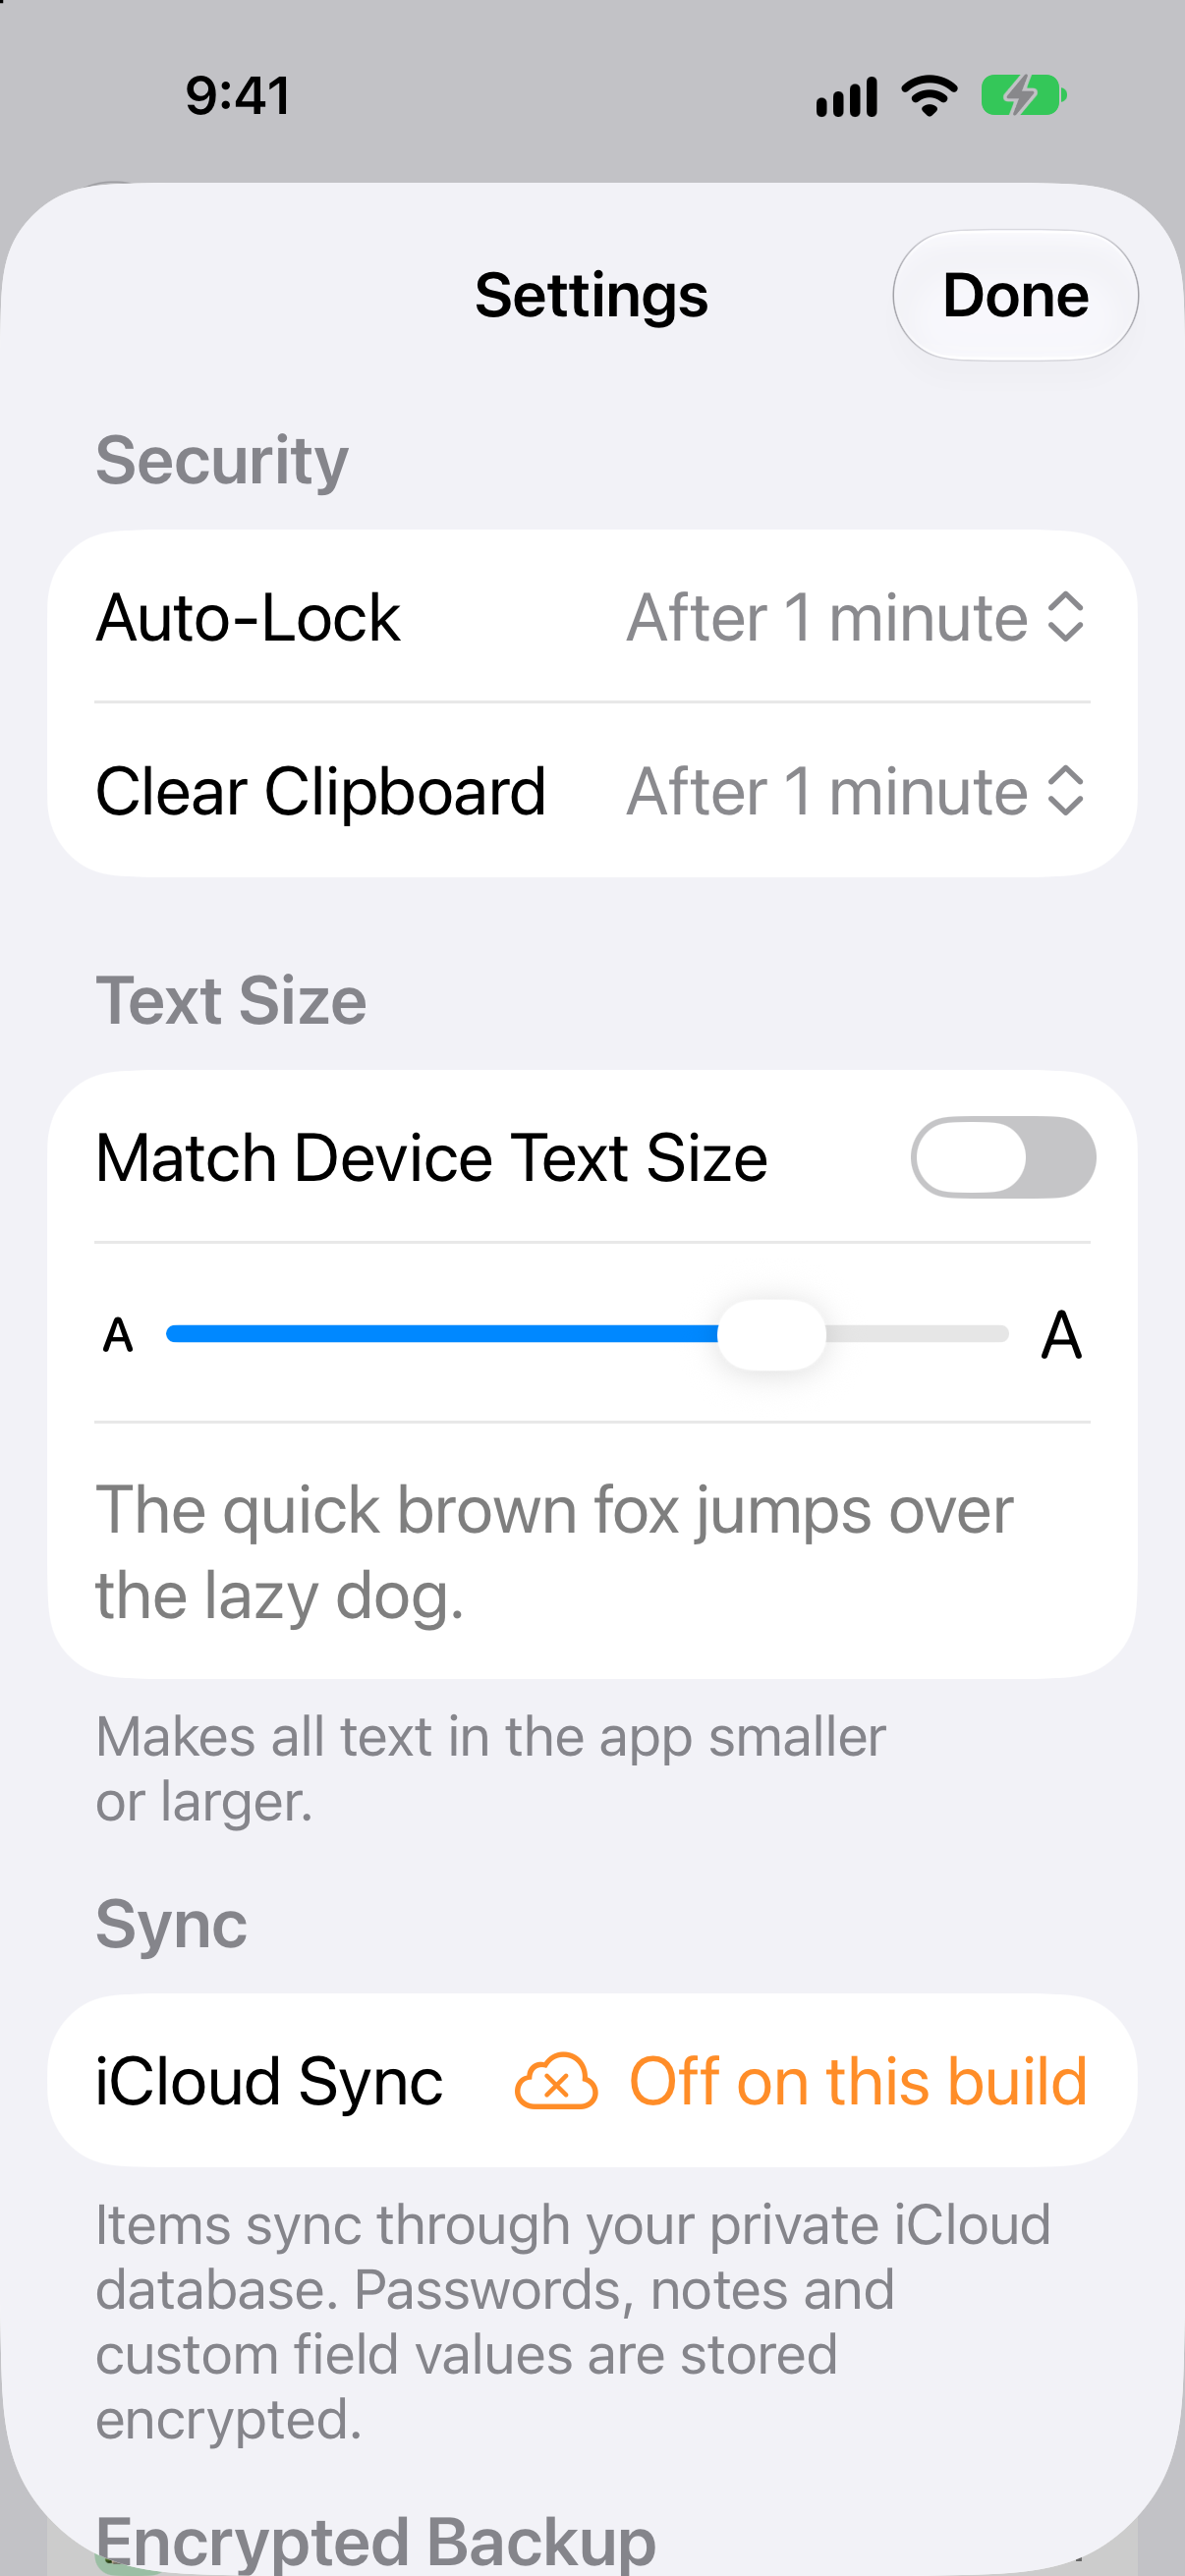 9:41
Settings
Done
Security
Auto-Lock After 1 minute
Clear Clipboard After 1 minute
Text Size
Match Device Text Size
A A
The quick brown fox jumps over
the lazy dog.
Makes all text in the app smaller
or larger.
Sync
iCloud Sync Off on this build
Items sync through your private iCloud
database. Passwords, notes and
custom field values are stored
encrypted.
Encrypted Backup